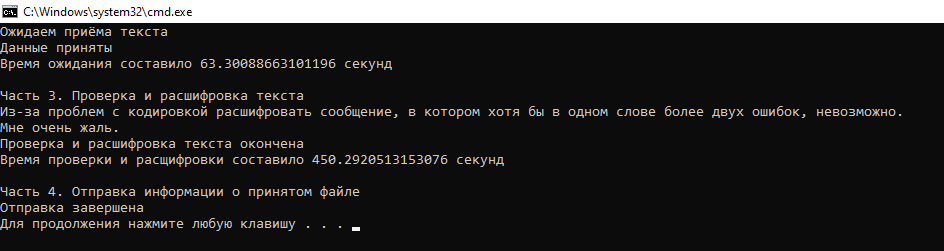 C:\Windows\system32\cmd.exe
Ожидаем приёма текста
Данные приняты
Время ожидания составило 63.30088663101196 секунд
Часть 3. Проверка и расшифровка текста
Из-за проблем с кодировкой расшифровать сообщение, в котором хотя бы в одном слове более двух ошибок, невозможно.
Мне очень жаль.
Проверка и расшифровка текста окончена
Время проверки и расщифровки составило 450.2920513153076 секунд
Часть 4. Отправка информации о принятом файле
Отправка завершена
Для продолжения нажмите любую клавишу . . .